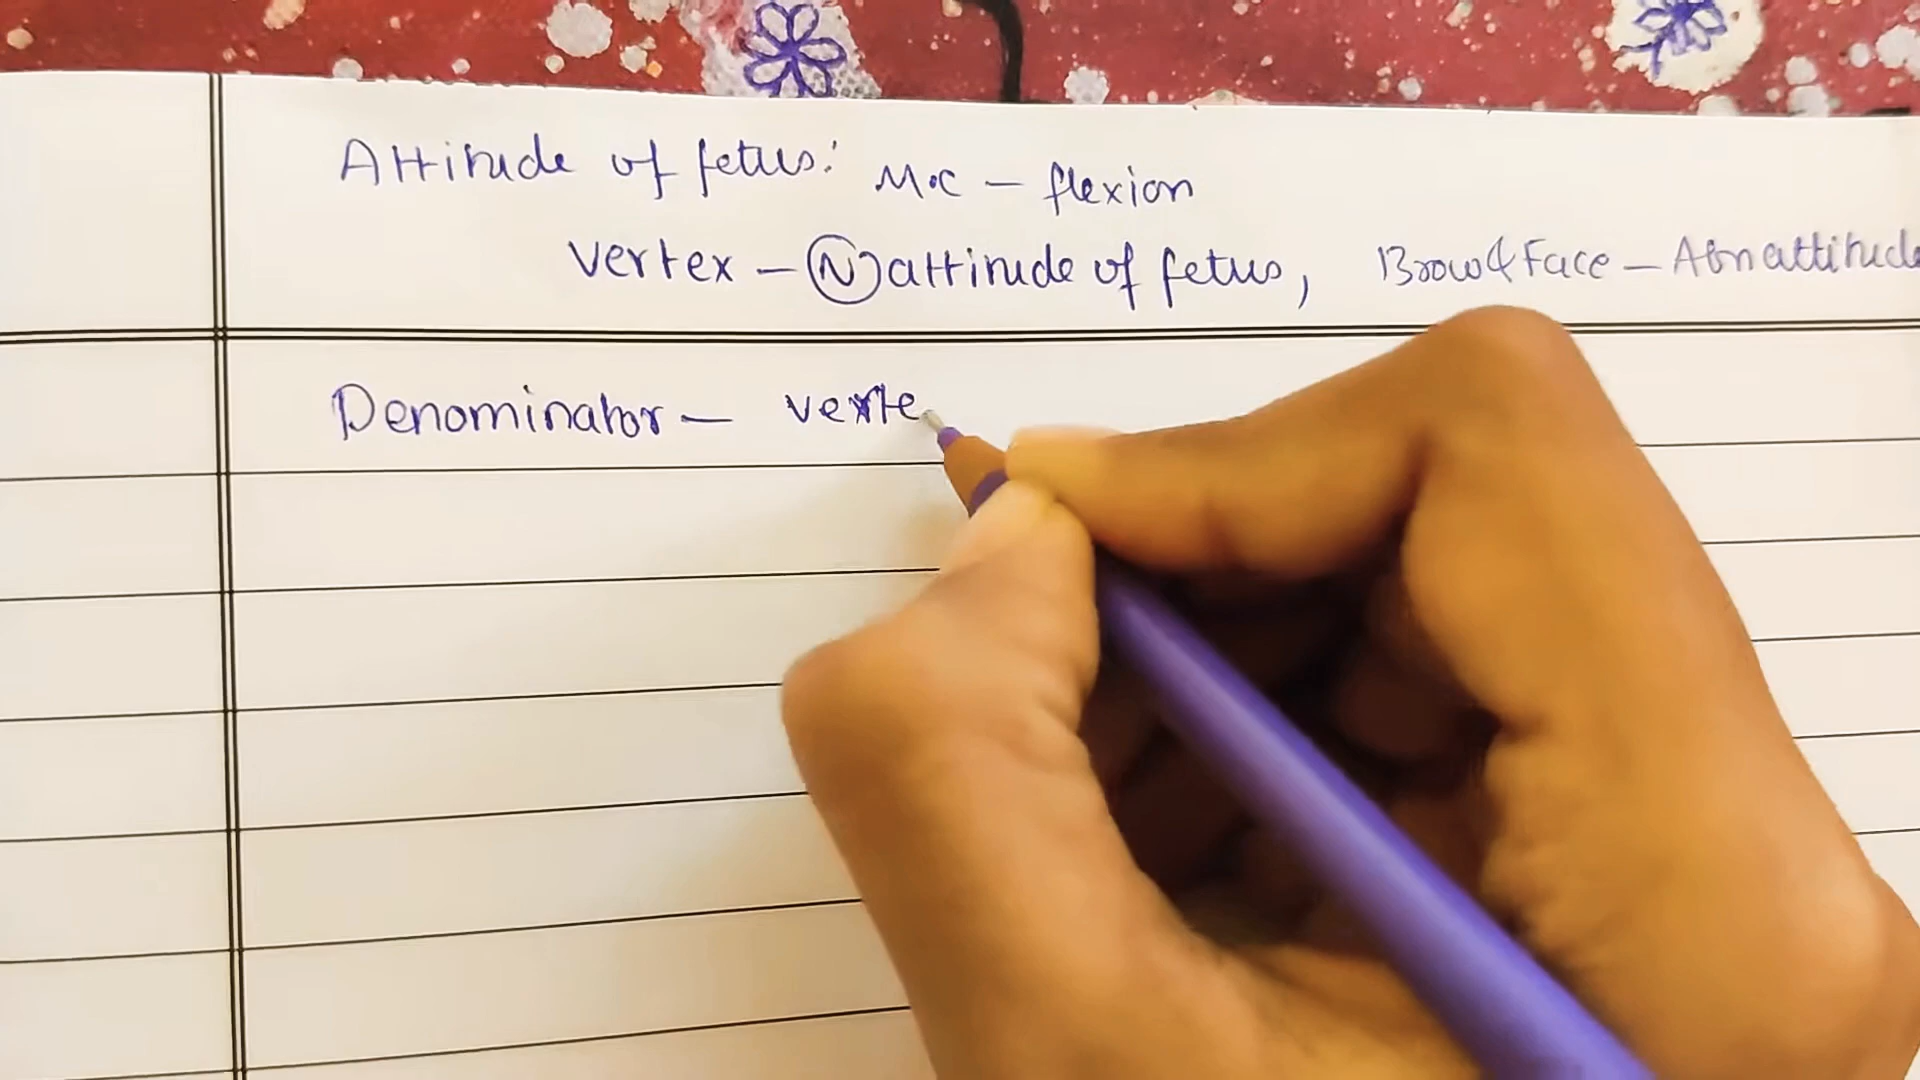 Attitude of fetus: M.C – flexion
Vertex – (N) attitude of fetus, Brow & Face – Abn attitude
Denominator – verte